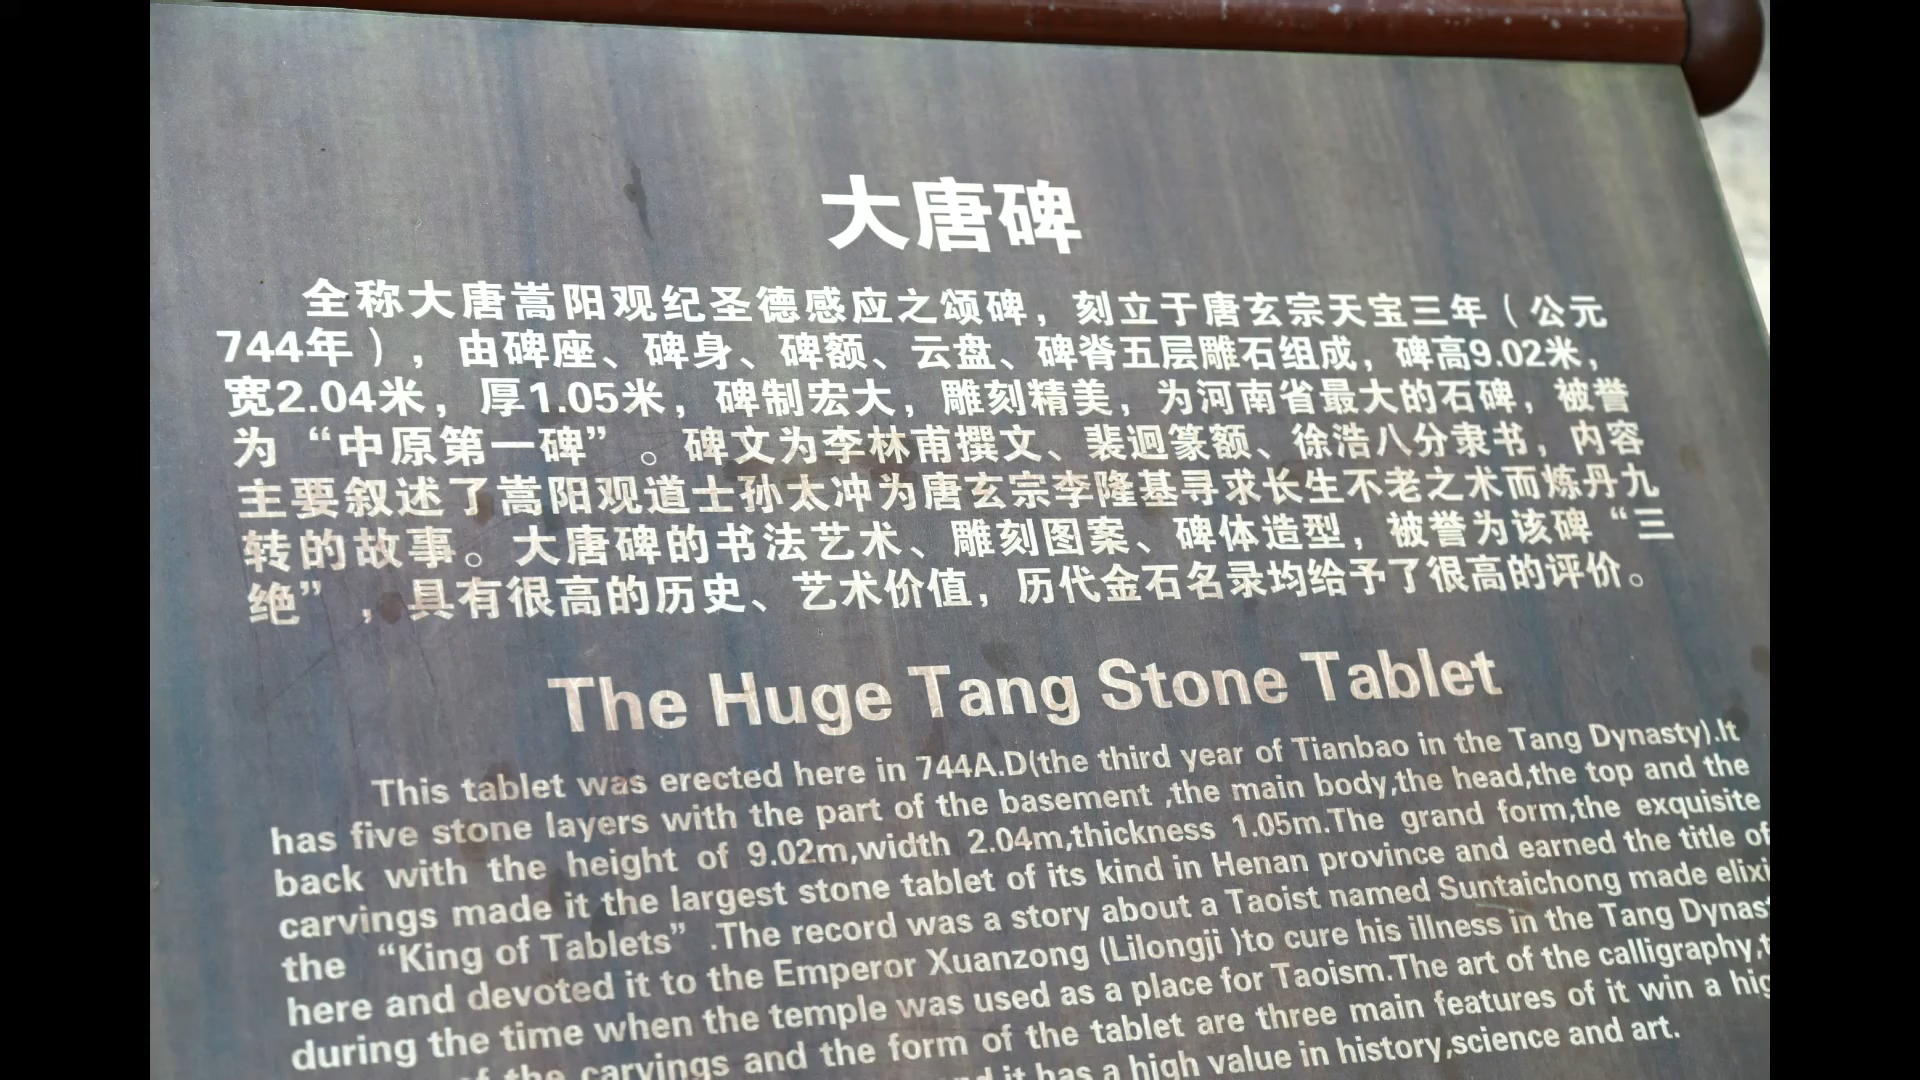 大唐碑
全称大唐嵩阳观纪圣德感应之颂碑，刻立于唐玄宗天宝三年（公元
744年），由碑座、碑身、碑额、云盘、碑脊五层雕石组成，碑高9.02米，
宽2.04米，厚1.05米，碑制宏大，雕刻精美，为河南省最大的石碑，被誉
为“中原第一碑”。碑文为李林甫撰文、裴迥篆额、徐浩八分隶书，内容
主要叙述了嵩阳观道士孙太冲为唐玄宗李隆基寻求长生不老之术而炼丹九
转的故事。大唐碑的书法艺术、雕刻图案、碑体造型，被誉为该碑“三
绝”，具有很高的历史、艺术价值，历代金石名录均给予了很高的评价。
The Huge Tang Stone Tablet
This tablet was erected here in 744A.D(the third year of Tianbao in the Tang Dynasty).It
has five stone layers with the part of the basement ,the main body,the head,the top and the
back with the height of 9.02m,width 2.04m,thickness 1.05m.The grand form,the exquisite
carvings made it the largest stone tablet of its kind in Henan province and earned the title of
the “King of Tablets” .The record was a story about a Taoist named Suntaichong made elixi
here and devoted it to the Emperor Xuanzong (Lilongji )to cure his illness in the Tang Dynas
during the time when the temple was used as a place for Taoism.The art of the calligraphy,
of the carvings and the form of the tablet are three main features of it win a hig
it has a high value in history,science and art.